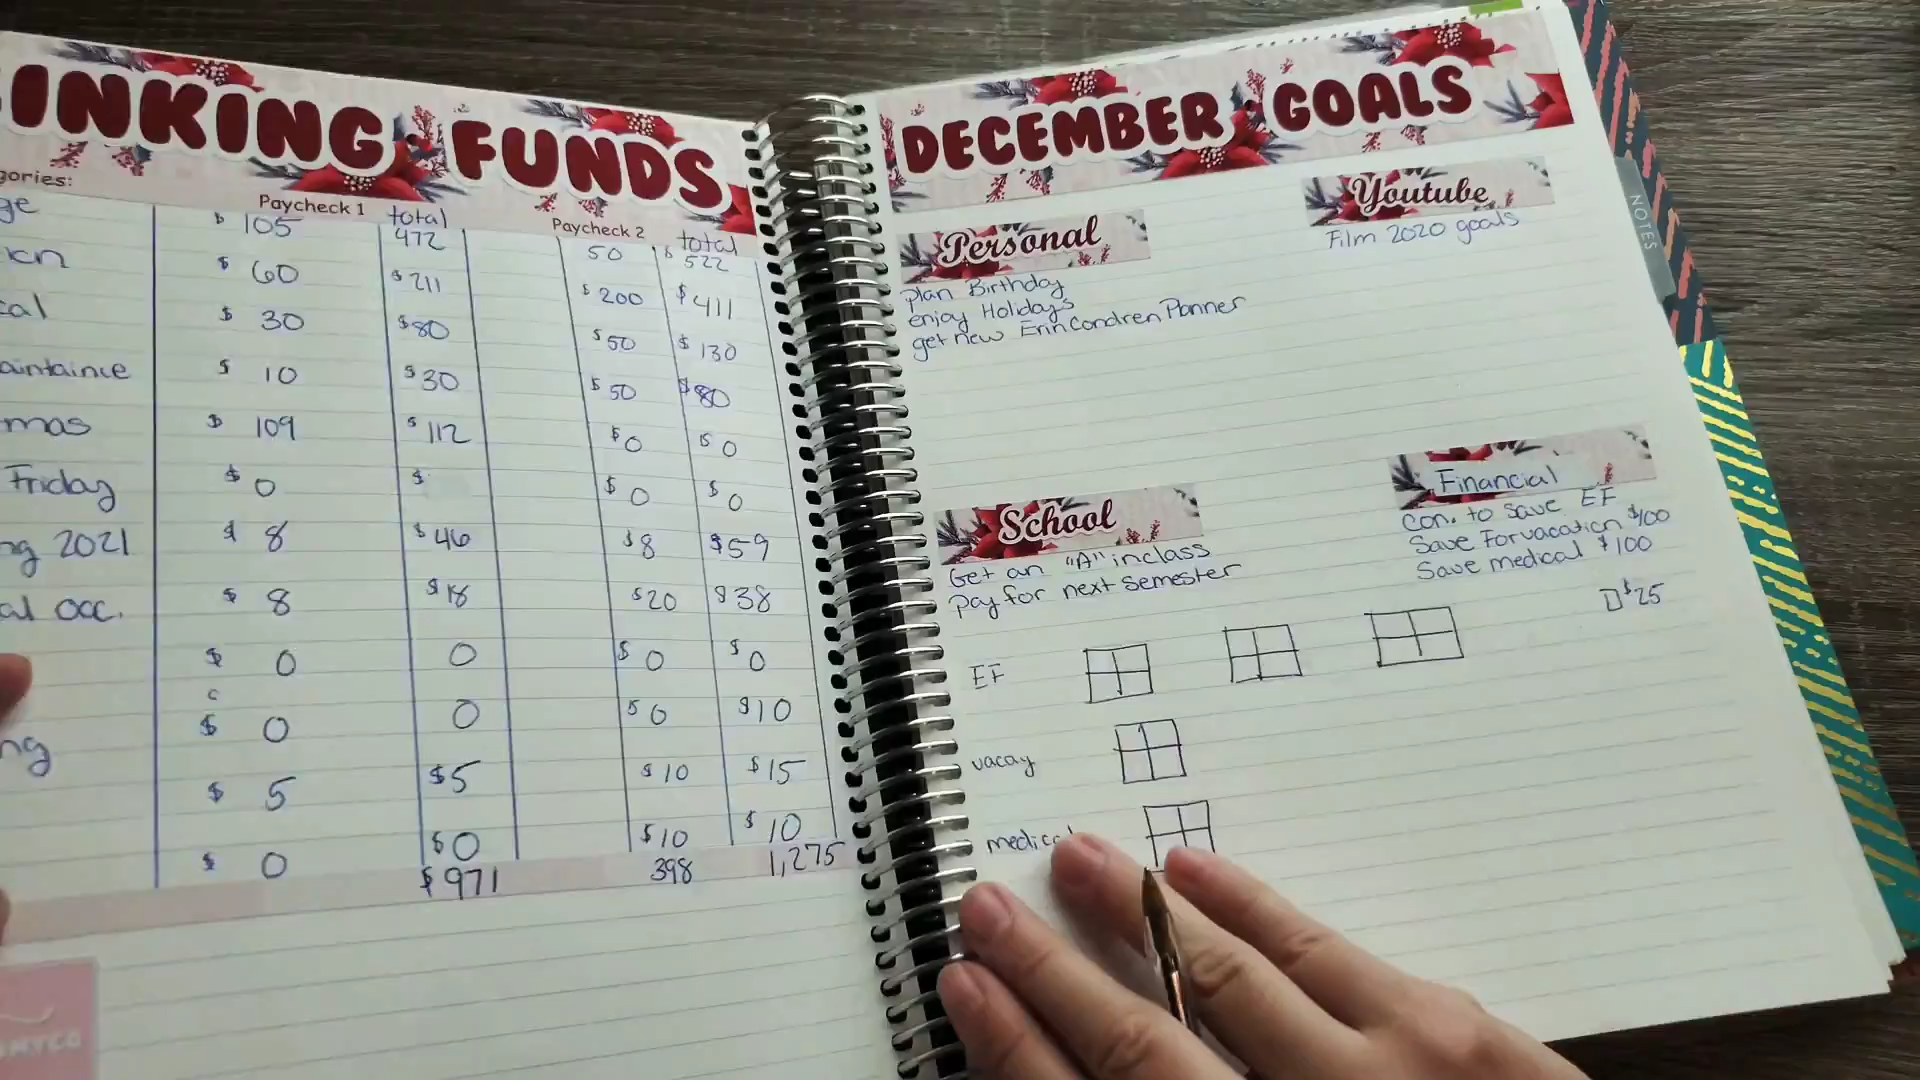 INKING FUNDS
gories:
Paycheck 1 total Paycheck 2 total
ge $ 105 472 50 $ 522
$ 60 $ 211 $ 200 $ 411
cal $ 30 $ 80 $ 50 $ 130
aintaince $ 10 $ 30 $ 50 $ 80
mas $ 109 $ 112 $ 0 $ 0
Friday $ 0 $ $ 0 $ 0
ng 2021 $ 8 $ 46 $ 8 $ 59
al occ. $ 8 $ 18 $ 20 $ 38
$ 0 0 $ 0 $ 0
$ 0 0 $ 0 $ 10
ng $ 5 $ 5 $ 10 $ 15
$ 0 $ 0 $ 10 $ 10
$ 971 398 1,275
DECEMBER GOALS
Personal
plan Birthday
enjoy Holidays
get new Erin Condren Planner
Youtube
Film 2020 goals
School
Get an "A" in class
pay for next semester
Financial
Con. to save EF
Save For vacation $100
Save medical $100
$25
EF
vacay
medical
NOTES